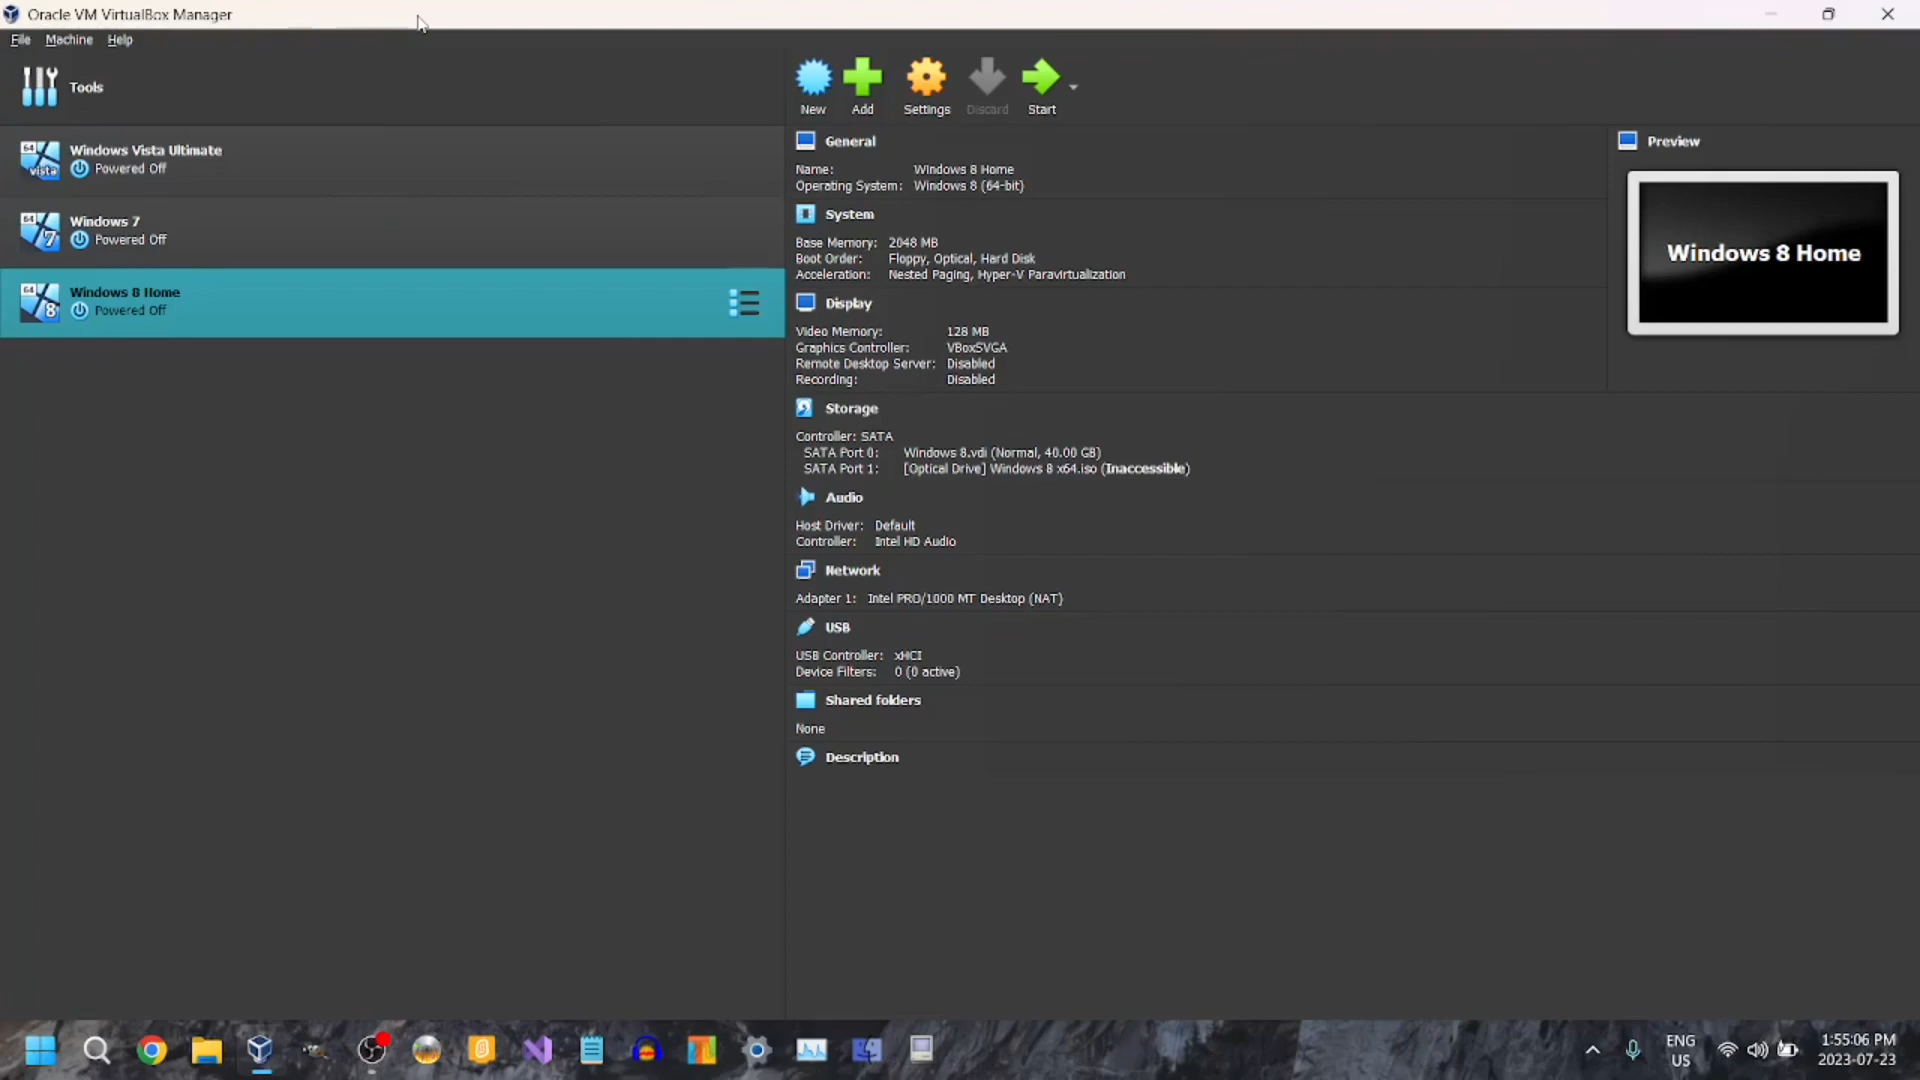 Oracle VM VirtualBox Manager
File Machine Help
Tools
New Add Settings Discard Start
64 vista
Windows Vista Ultimate
Powered Off
64 7
Windows 7
Powered Off
64 8
Windows 8 Home
Powered Off
General
Name: Windows 8 Home
Operating System: Windows 8 (64-bit)
System
Base Memory: 2048 MB
Boot Order: Floppy, Optical, Hard Disk
Acceleration: Nested Paging, Hyper-V Paravirtualization
Display
Video Memory: 128 MB
Graphics Controller: VBoxSVGA
Remote Desktop Server: Disabled
Recording: Disabled
Storage
Controller: SATA
SATA Port 0: Windows 8.vdi (Normal, 40.00 GB)
SATA Port 1: [Optical Drive] Windows 8 x64.iso (Inaccessible)
Audio
Host Driver: Default
Controller: Intel HD Audio
Network
Adapter 1: Intel PRO/1000 MT Desktop (NAT)
USB
USB Controller: xHCI
Device Filters: 0 (0 active)
Shared folders
None
Description
Preview
Windows 8 Home
ENG
US
1:55:06 PM
2023-07-23